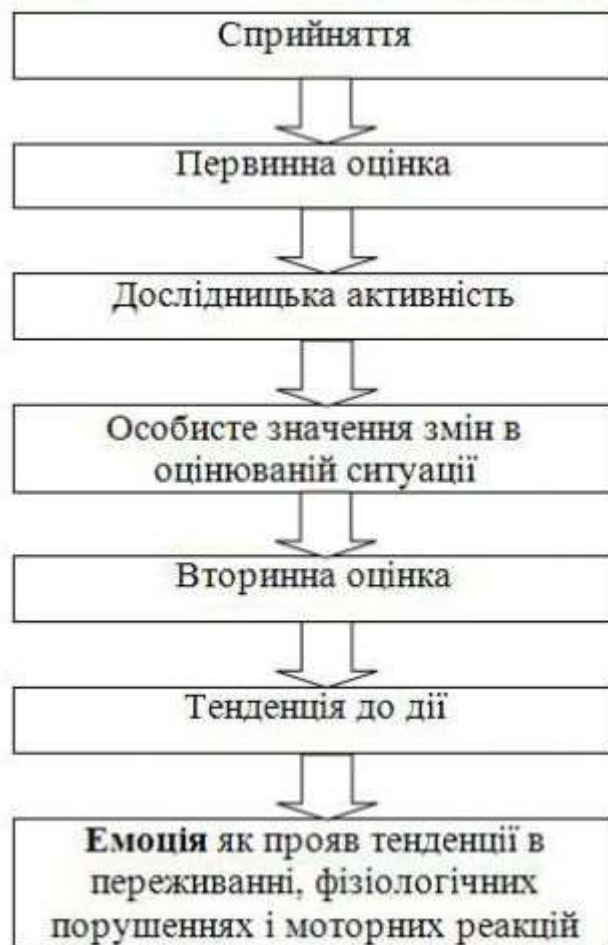 Сприйняття
Первинна оцінка
Дослідницька активність
Особисте значення змін в
оцінюваній ситуації
Вторинна оцінка
Тенденція до дії
Емоція як прояв тенденції в
переживанні, фізіологічних
порушеннях і моторних реакцій